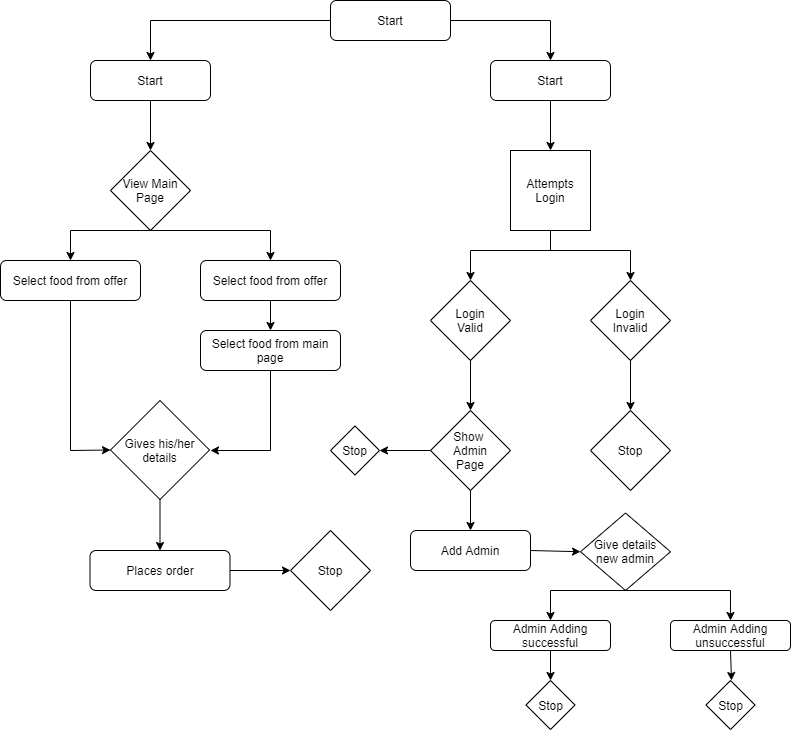 Start
Start
Start
View Main
Page
Attempts
Login
Select food from offer
Select food from offer
Select food from main
page
Login
Valid
Login
Invalid
Gives his/her
details
Stop
Show
Admin
Page
Stop
Places order
Stop
Add Admin
Give details
new admin
Admin Adding
successful
Admin Adding
unsuccessful
Stop
Stop